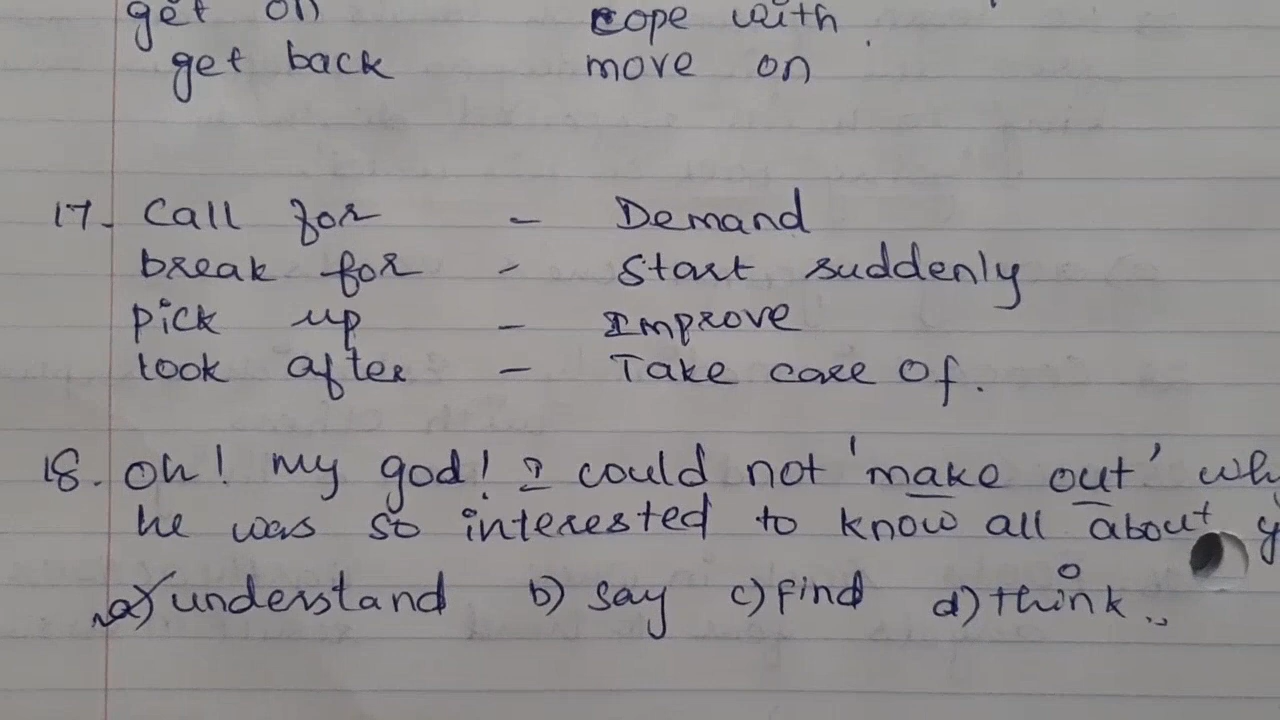 get on cope with
get back move on
17. Call for - Demand
break for - Start suddenly
pick up - Improve
look after - Take care of.
18. Oh! my god! I could not 'make out' why
he was so interested to know all about y
a) understand b) say c) find d) think..